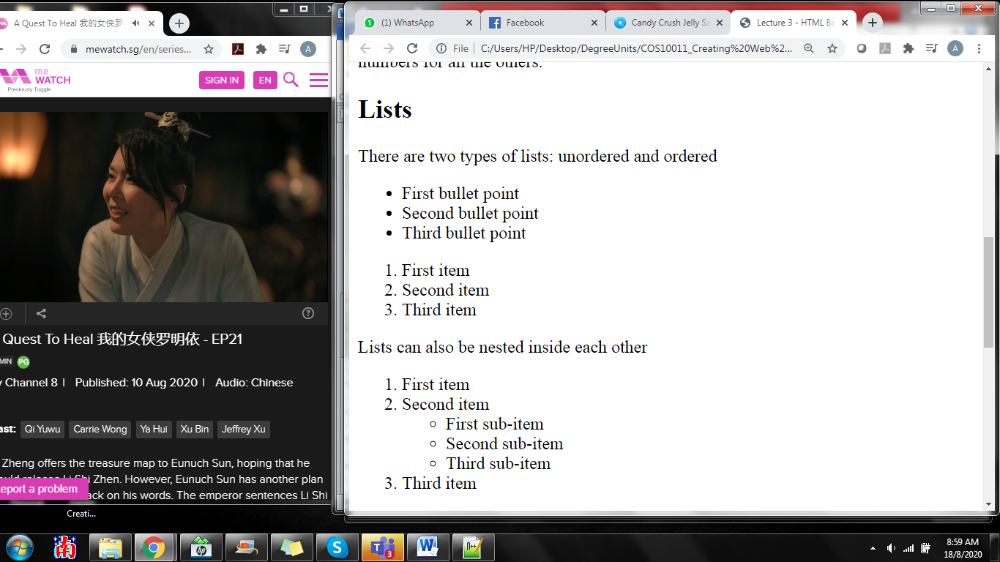 A Quest To Heal 我的女侠罗
mewatch.sg/en/series...
A
me
WATCH
Previously Toggle
SIGN IN
EN
Quest To Heal 我的女侠罗明依 - EP21
MIN PG
Channel 8 | Published: 10 Aug 2020 | Audio: Chinese
Qi Yuwu
Carrie Wong
Ya Hui
Xu Bin
Jeffrey Xu
Zheng offers the treasure map to Eunuch Sun, hoping that he
Shi Zhen. However, Eunuch Sun has another plan
on his words. The emperor sentences Li Shi
eport a problem
Creati...
(1) WhatsApp
Facebook
Candy Crush Jelly Sa
Lecture 3 - HTML Ba
File | C:/Users/HP/Desktop/DegreeUnits/COS10011_Creating%20Web%2...
A
numbers for all the others.
Lists
There are two types of lists: unordered and ordered
• First bullet point
• Second bullet point
• Third bullet point
1. First item
2. Second item
3. Third item
Lists can also be nested inside each other
1. First item
2. Second item
◦ First sub-item
◦ Second sub-item
◦ Third sub-item
3. Third item
南
hp
S
3
W
8:59 AM
18/8/2020